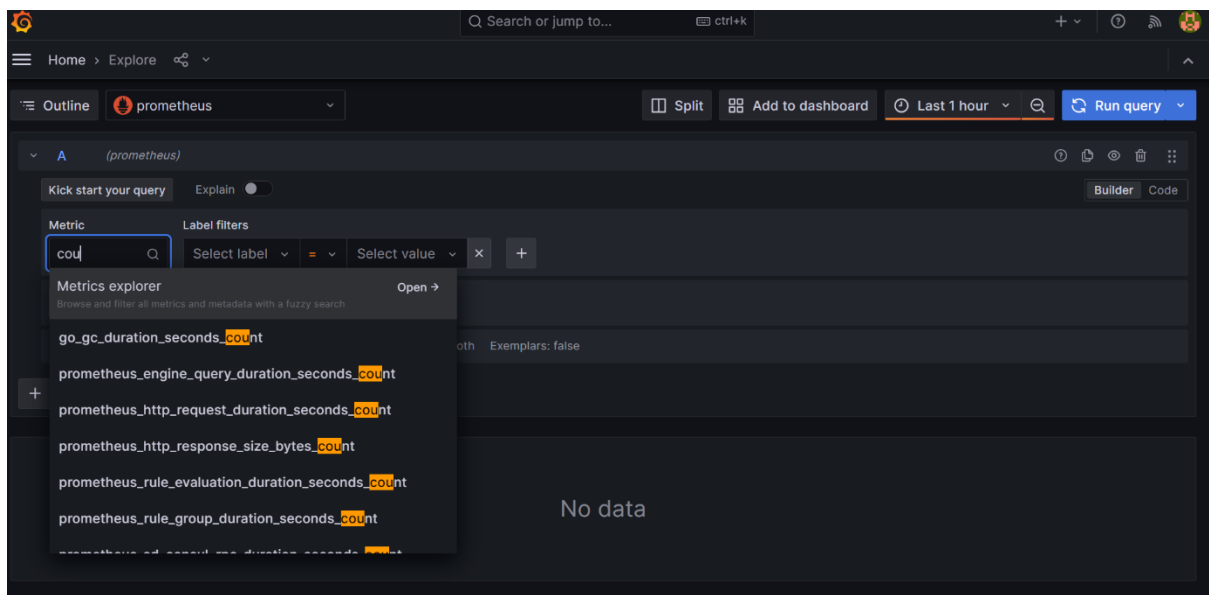 Search or jump to... ctrl+k
Home › Explore
Outline prometheus Split Add to dashboard Last 1 hour Run query
A (prometheus)
Kick start your query Explain Builder Code
Metric Label filters
cou Select label = Select value
Metrics explorer Open →
Browse and filter all metrics and metadata with a fuzzy search
go_gc_duration_seconds_count
oth Exemplars: false
prometheus_engine_query_duration_seconds_count
prometheus_http_request_duration_seconds_count
prometheus_http_response_size_bytes_count
prometheus_rule_evaluation_duration_seconds_count
prometheus_rule_group_duration_seconds_count
No data
prometheus_sd_consul_rpc_duration_seconds_count